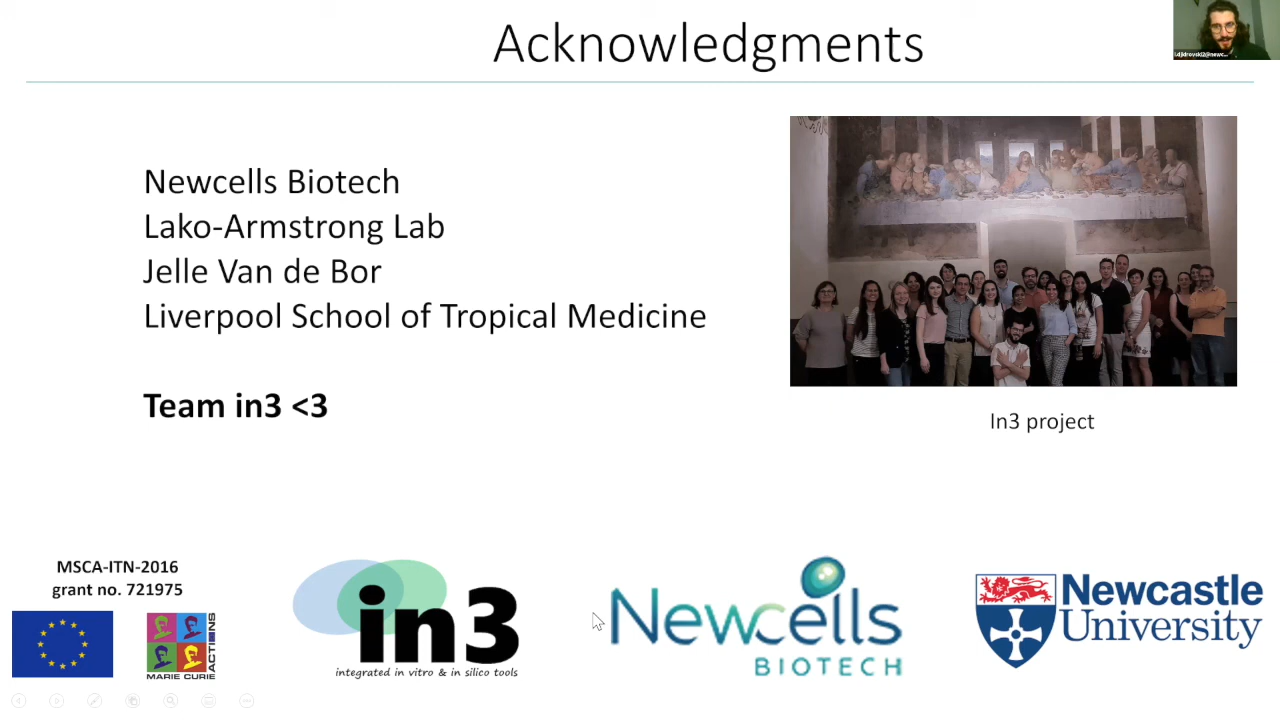 Acknowledgments
Newcells Biotech
Lako-Armstrong Lab
Jelle Van de Bor
Liverpool School of Tropical Medicine
Team in3 <3
In3 project
MSCA-ITN-2016
grant no. 721975
MARIE CURIE
ACTIONS
in3
integrated in vitro & in silico tools
Newcells
BIOTECH
Newcastle
University